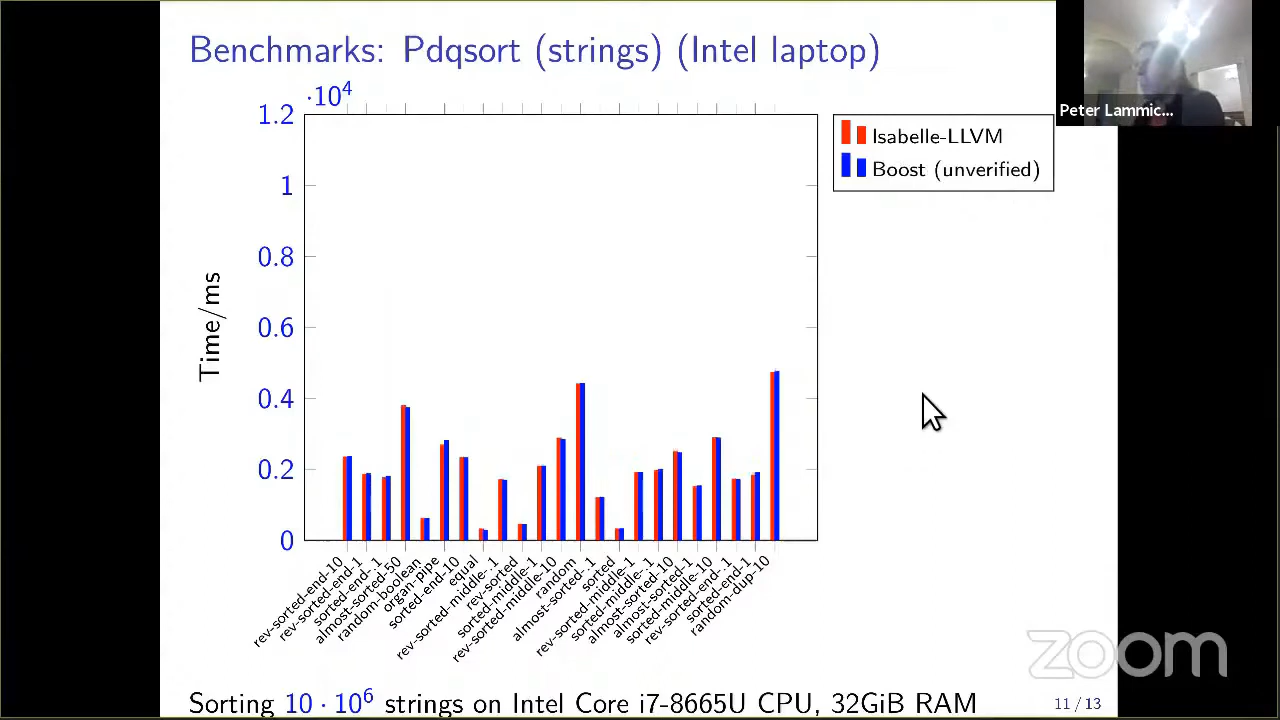 Benchmarks: Pdqsort (strings) (Intel laptop)
Peter Lammic...
·10⁴
1.2
1
0.8
0.6
0.4
0.2
0
Time/ms
Isabelle-LLVM
Boost (unverified)
rev-sorted-end-10
rev-sorted-end-1
sorted-end-.1
almost-sorted-50
random-boolean
organ-pipe
sorted-end-10
equal
rev-sorted-middle-.1
rev-sorted
sorted-middle-1
rev-sorted-middle-10
random
almost-sorted-.1
sorted
rev-sorted-middle-1
sorted-middle-.1
almost-sorted-10
almost-sorted-1
sorted-middle-10
rev-sorted-end-.1
sorted-end-1
random-dup-10
zoom
Sorting 10 · 10⁶ strings on Intel Core i7-8665U CPU, 32GiB RAM
11 / 13